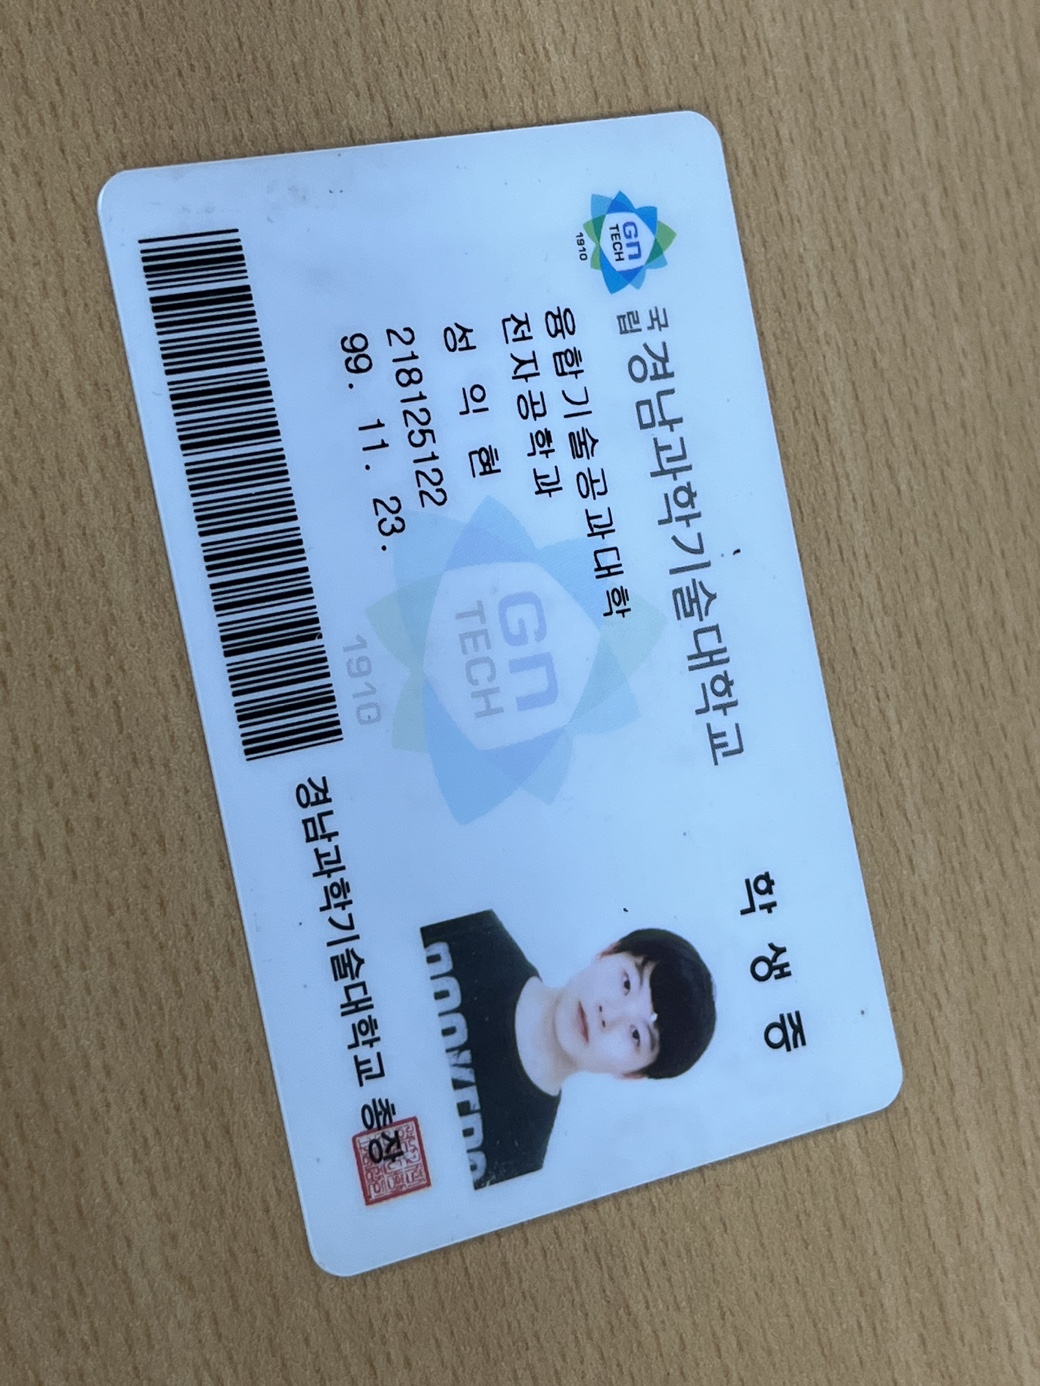 Gn
TECH
1910
국립 경남과학기술대학교
학생증
융합기술공과대학
전자공학과
성 익 현
218125122
99. 11. 23.
Gn
TECH
1910
경남과학기술대학교 총장